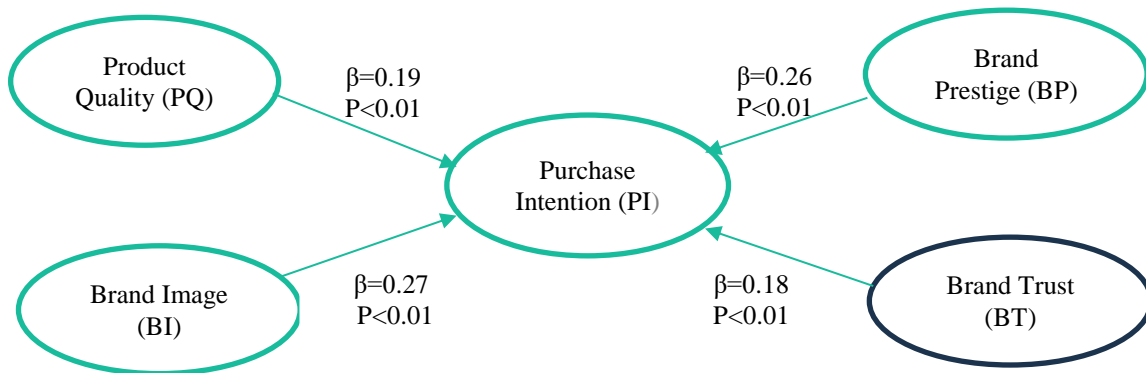 Product
Quality (PQ)
β=0.19
P<0.01
β=0.26
P<0.01
Brand
Prestige (BP)
Purchase
Intention (PI)
Brand Image
(BI)
β=0.27
P<0.01
β=0.18
P<0.01
Brand Trust
(BT)